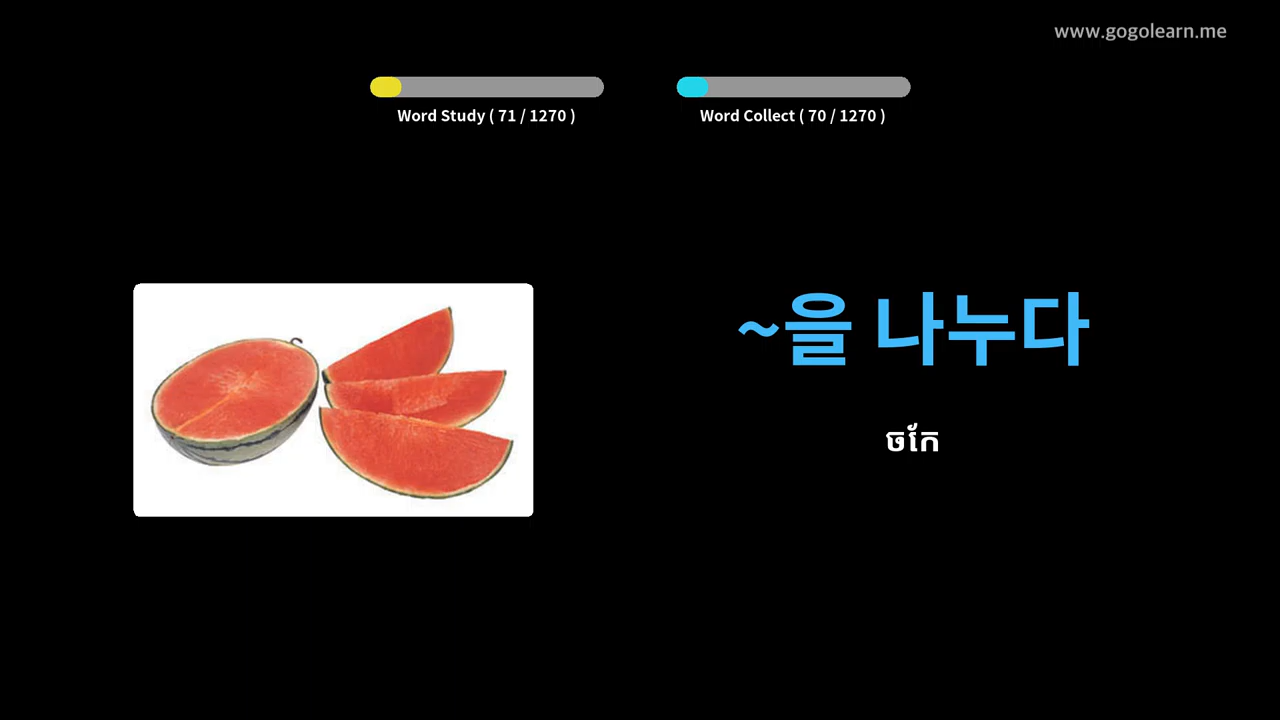 www.gogolearn.me
Word Study ( 71 / 1270 )
Word Collect ( 70 / 1270 )
~을 나누다
ចកែ